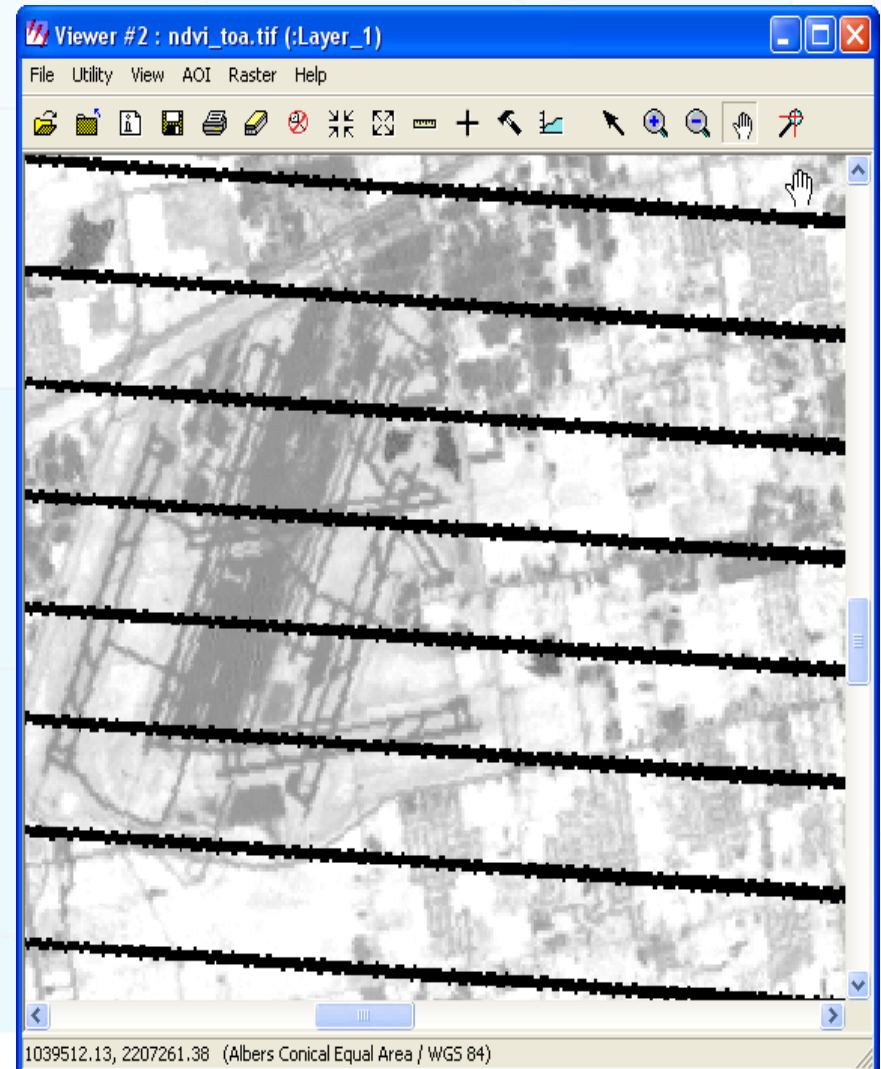 Viewer #2 : ndvi_toa.tif (:Layer_1)
File Utility View AOI Raster Help
1039512.13, 2207261.38 (Albers Conical Equal Area / WGS 84)